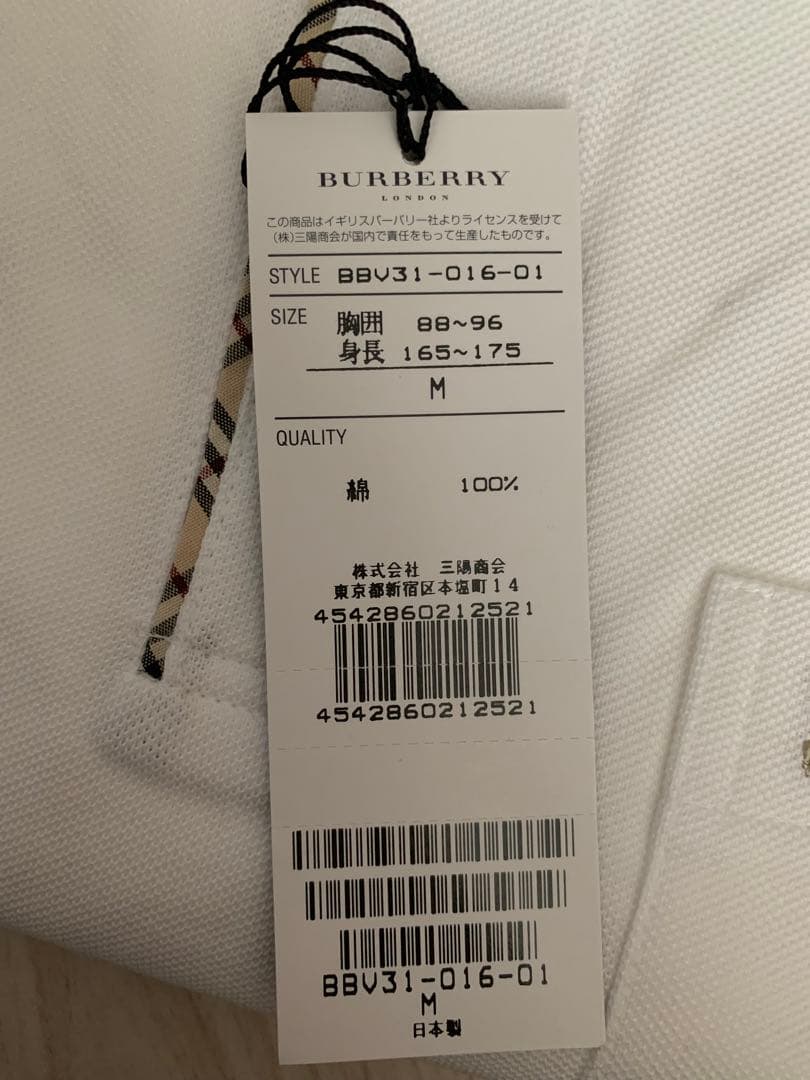 BURBERRY
LONDON
この商品はイギリスバーバリー社よりライセンスを受けて
(株)三陽商会が国内で責任をもって生産したものです。
STYLE BBV31-016-01
SIZE 胸囲 88~96
身長 165~175
M
QUALITY
綿 100%
株式会社 三陽商会
東京都新宿区本塩町14
4542860212521
4542860212521
BBV31-016-01
M
日本製